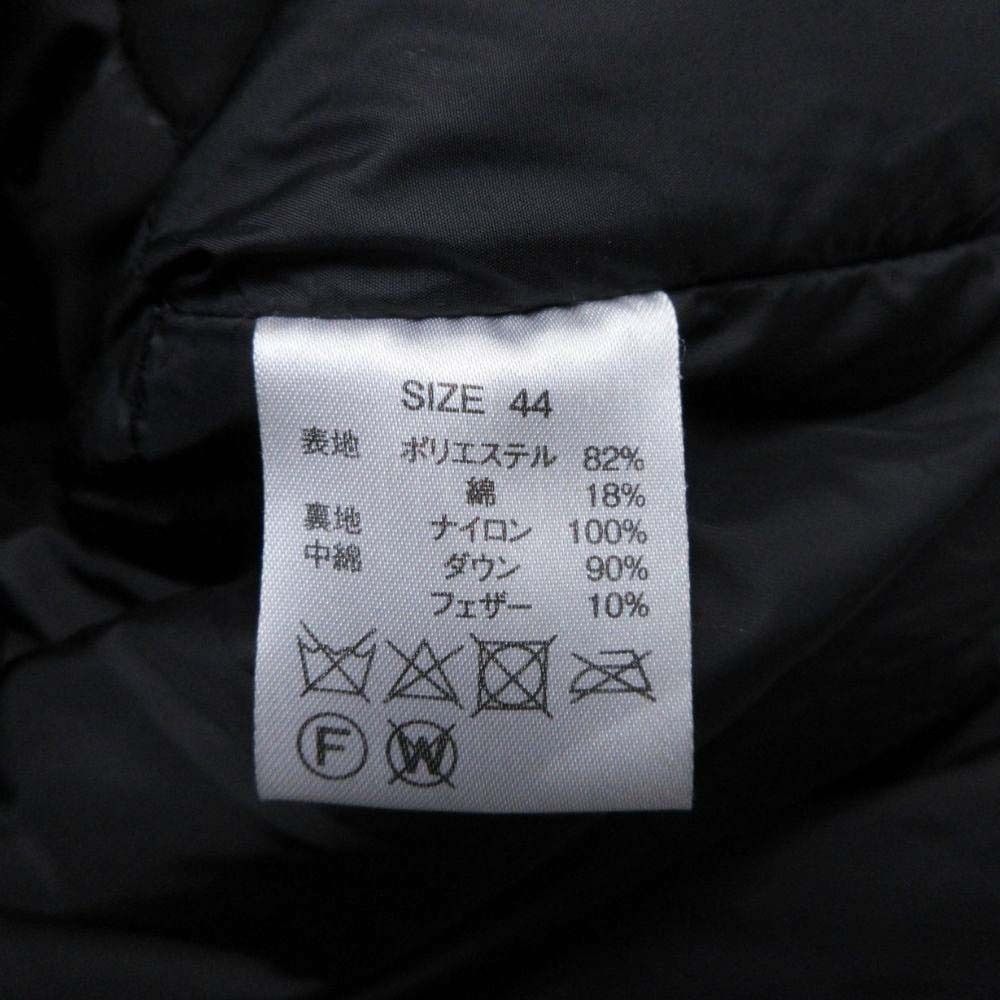 SIZE 44
表地 ポリエステル 82%
綿 18%
裏地 ナイロン 100%
中綿 ダウン 90%
フェザー 10%
F W